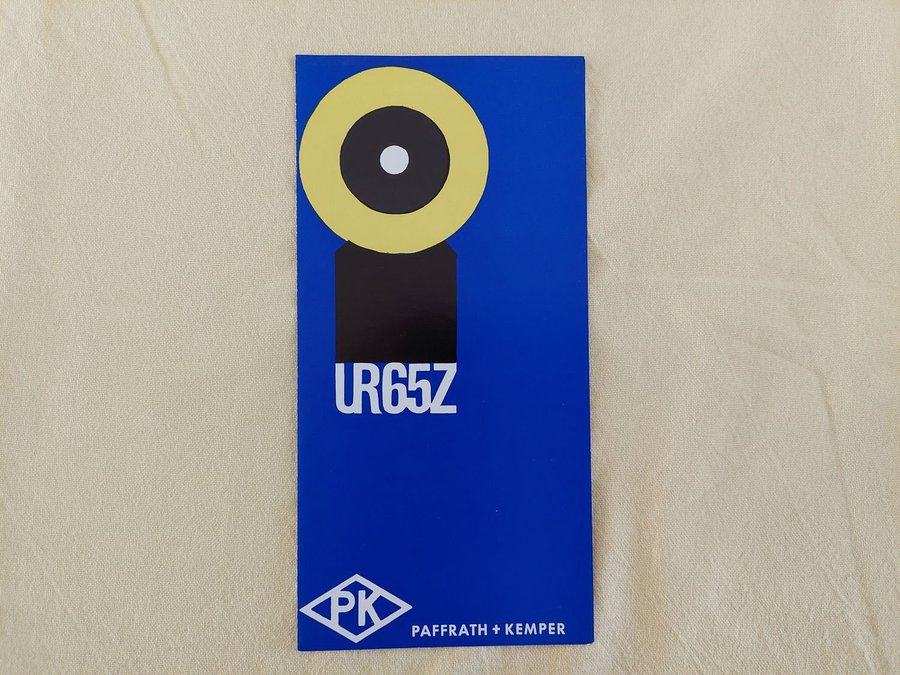 UR65Z
PK
PAFFRATH + KEMPER